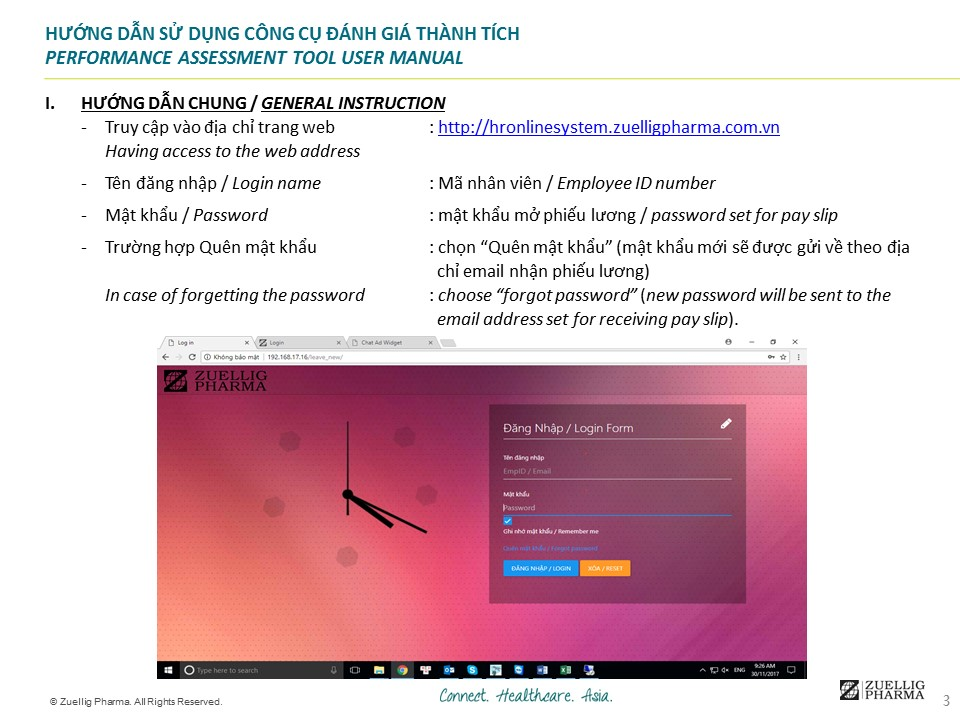 HƯỚNG DẪN SỬ DỤNG CÔNG CỤ ĐÁNH GIÁ THÀNH TÍCH
PERFORMANCE ASSESSMENT TOOL USER MANUAL
I. HƯỚNG DẪN CHUNG / GENERAL INSTRUCTION
- Truy cập vào địa chỉ trang web : http://hronlinesystem.zuelligpharma.com.vn
Having access to the web address
- Tên đăng nhập / Login name : Mã nhân viên / Employee ID number
- Mật khẩu / Password : mật khẩu mở phiếu lương / password set for pay slip
- Trường hợp Quên mật khẩu : chọn “Quên mật khẩu” (mật khẩu mới sẽ được gửi về theo địa
chỉ email nhận phiếu lương)
In case of forgetting the password : choose “forgot password” (new password will be sent to the
email address set for receiving pay slip).
Log in Login Chat Ad Widget
Không bảo mật 192.168.17.16/leave_new/
ZUELLIG
PHARMA
Đăng Nhập / Login Form
Tên đăng nhập
EmpID / Email
Mật khẩu
Password
Ghi nhớ mật khẩu / Remember me
Quên mật khẩu / Forgot password
ĐĂNG NHẬP / LOGIN XÓA / RESET
Type here to search
ENG
9:26 AM
30/11/2017
© Zuellig Pharma. All Rights Reserved.
Connect. Healthcare. Asia.
ZUELLIG
PHARMA
3